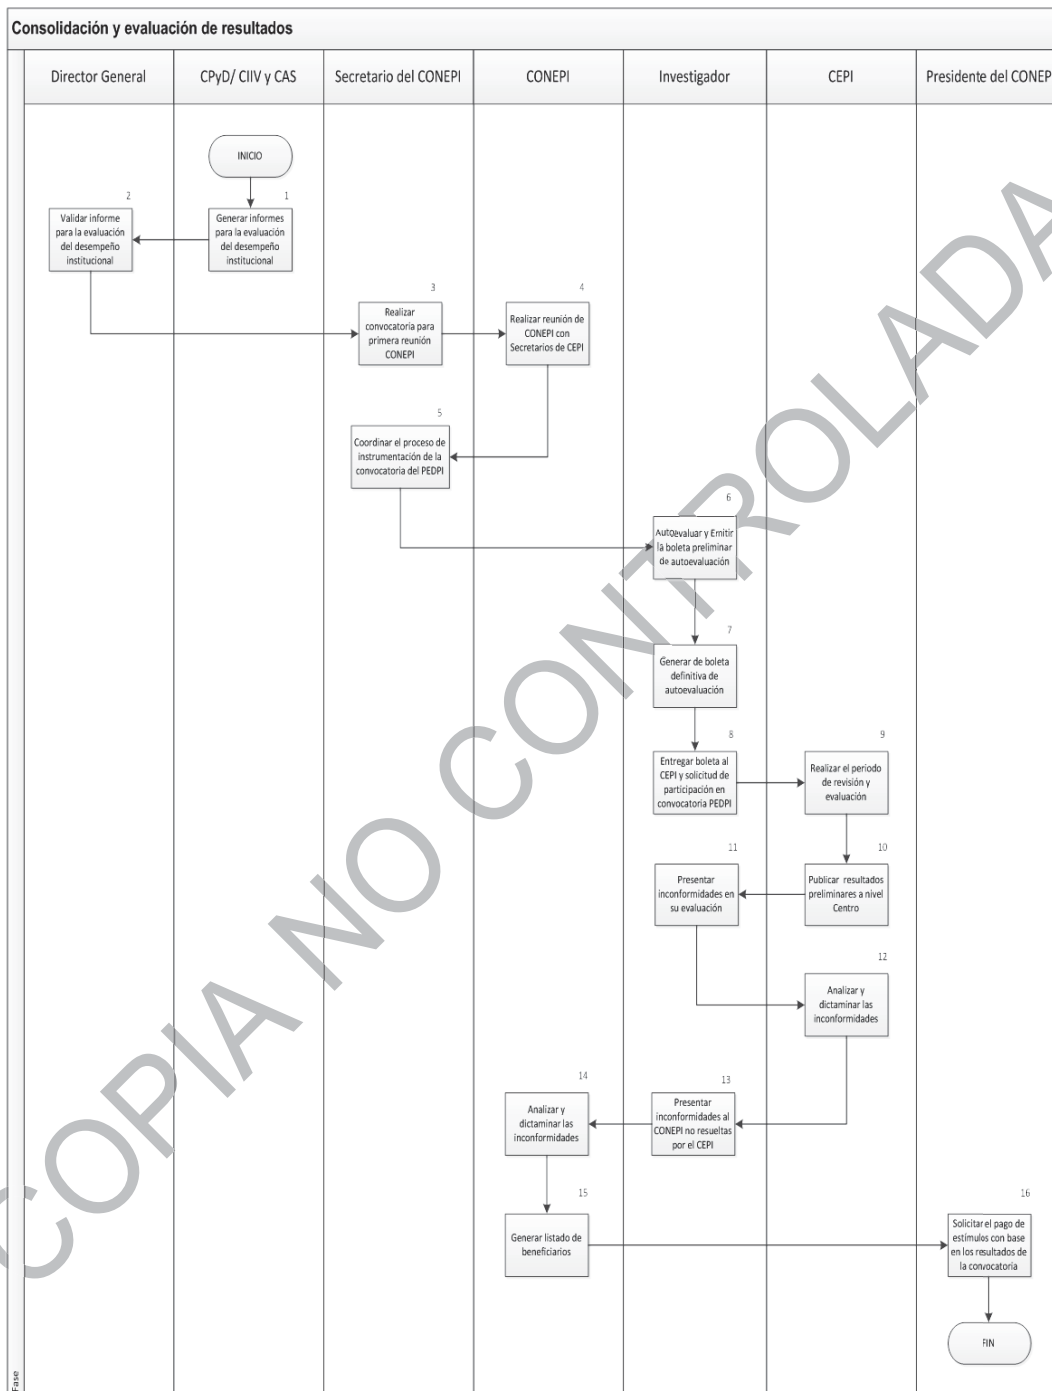 Consolidación y evaluación de resultados
Director General
CPyD/ CIIV y CAS
Secretario del CONEPI
CONEPI
Investigador
CEPI
Presidente del CONEP
INICIO
2
Validar informe
para la evaluación
del desempeño
institucional
1
Generar informes
para la evaluación
del desempeño
institucional
3
Realizar
convocatoria para
primera reunión
CONEPI
4
Realizar reunión de
CONEPI con
Secretarios de CEPI
5
Coordinar el proceso de
instrumentación de la
convocatoria del PEDPI
6
Autoevaluar y Emitir
la boleta preliminar
de autoevaluación
7
Generar de boleta
definitiva de
autoevaluación
8
Entregar boleta al
CEPI y solicitud de
participación en
convocatoria PEDPI
9
Realizar el periodo
de revisión y
evaluación
10
Publicar resultados
preliminares a nivel
Centro
11
Presentar
inconformidades en
su evaluación
12
Analizar y
dictaminar las
inconformidades
13
Presentar
inconformidades al
CONEPI no resueltas
por el CEPI
14
Analizar y
dictaminar las
inconformidades
15
Generar listado de
beneficiarios
16
Solicitar el pago de
estímulos con base
en los resultados de
la convocatoria
FIN
Fase
COPIA NO CONTROLADA